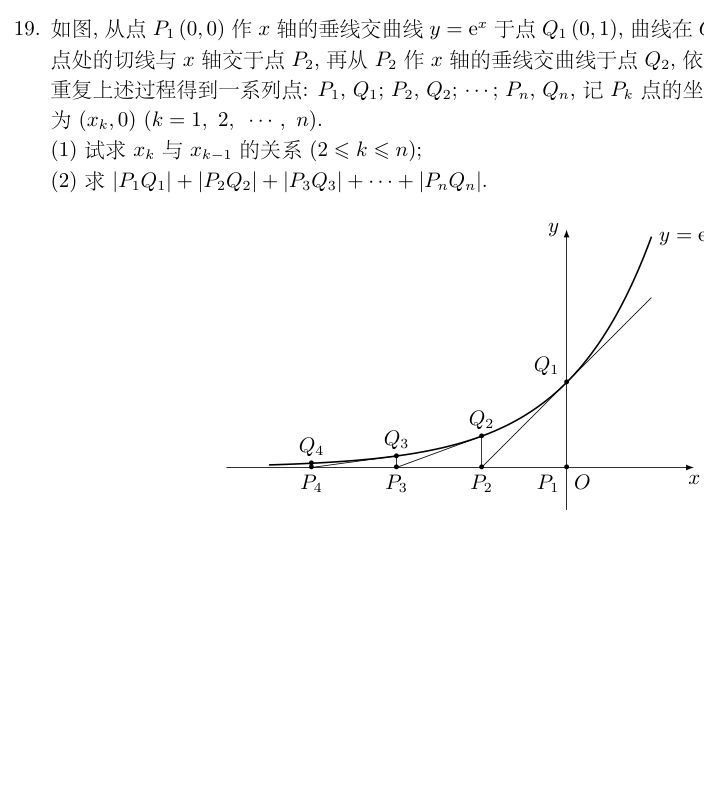 19. 如图, 从点 P₁ (0, 0) 作 x 轴的垂线交曲线 y = eˣ 于点 Q₁ (0, 1), 曲线在
点处的切线与 x 轴交于点 P₂, 再从 P₂ 作 x 轴的垂线交曲线于点 Q₂, 依
重复上述过程得到一系列点: P₁, Q₁; P₂, Q₂; ⋯; Pₙ, Qₙ, 记 Pₖ 点的坐
为 (xₖ, 0) (k = 1, 2, ⋯, n).
(1) 试求 xₖ 与 xₖ₋₁ 的关系 (2 ⩽ k ⩽ n);
(2) 求 |P₁Q₁| + |P₂Q₂| + |P₃Q₃| + ⋯ + |PₙQₙ|.
y
y = e
Q₁
Q₂
Q₃
Q₄
P₄ P₃ P₂ P₁ O x